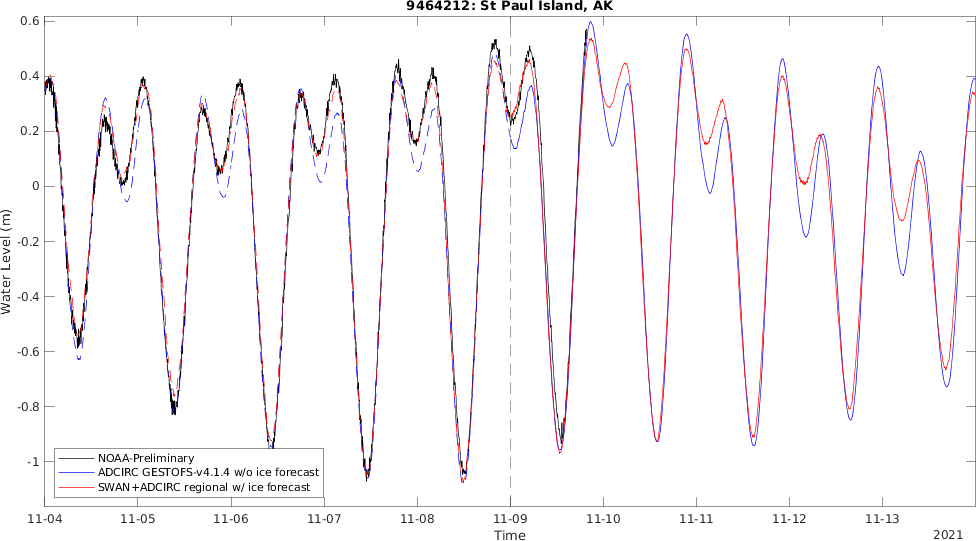 9464212: St Paul Island, AK
0.6
0.4
0.2
0
-0.2
-0.4
-0.6
-0.8
-1
Water Level (m)
NOAA-Preliminary
ADCIRC GESTOFS-v4.1.4 w/o ice forecast
SWAN+ADCIRC regional w/ ice forecast
11-04 11-05 11-06 11-07 11-08 11-09 11-10 11-11 11-12 11-13
Time
2021